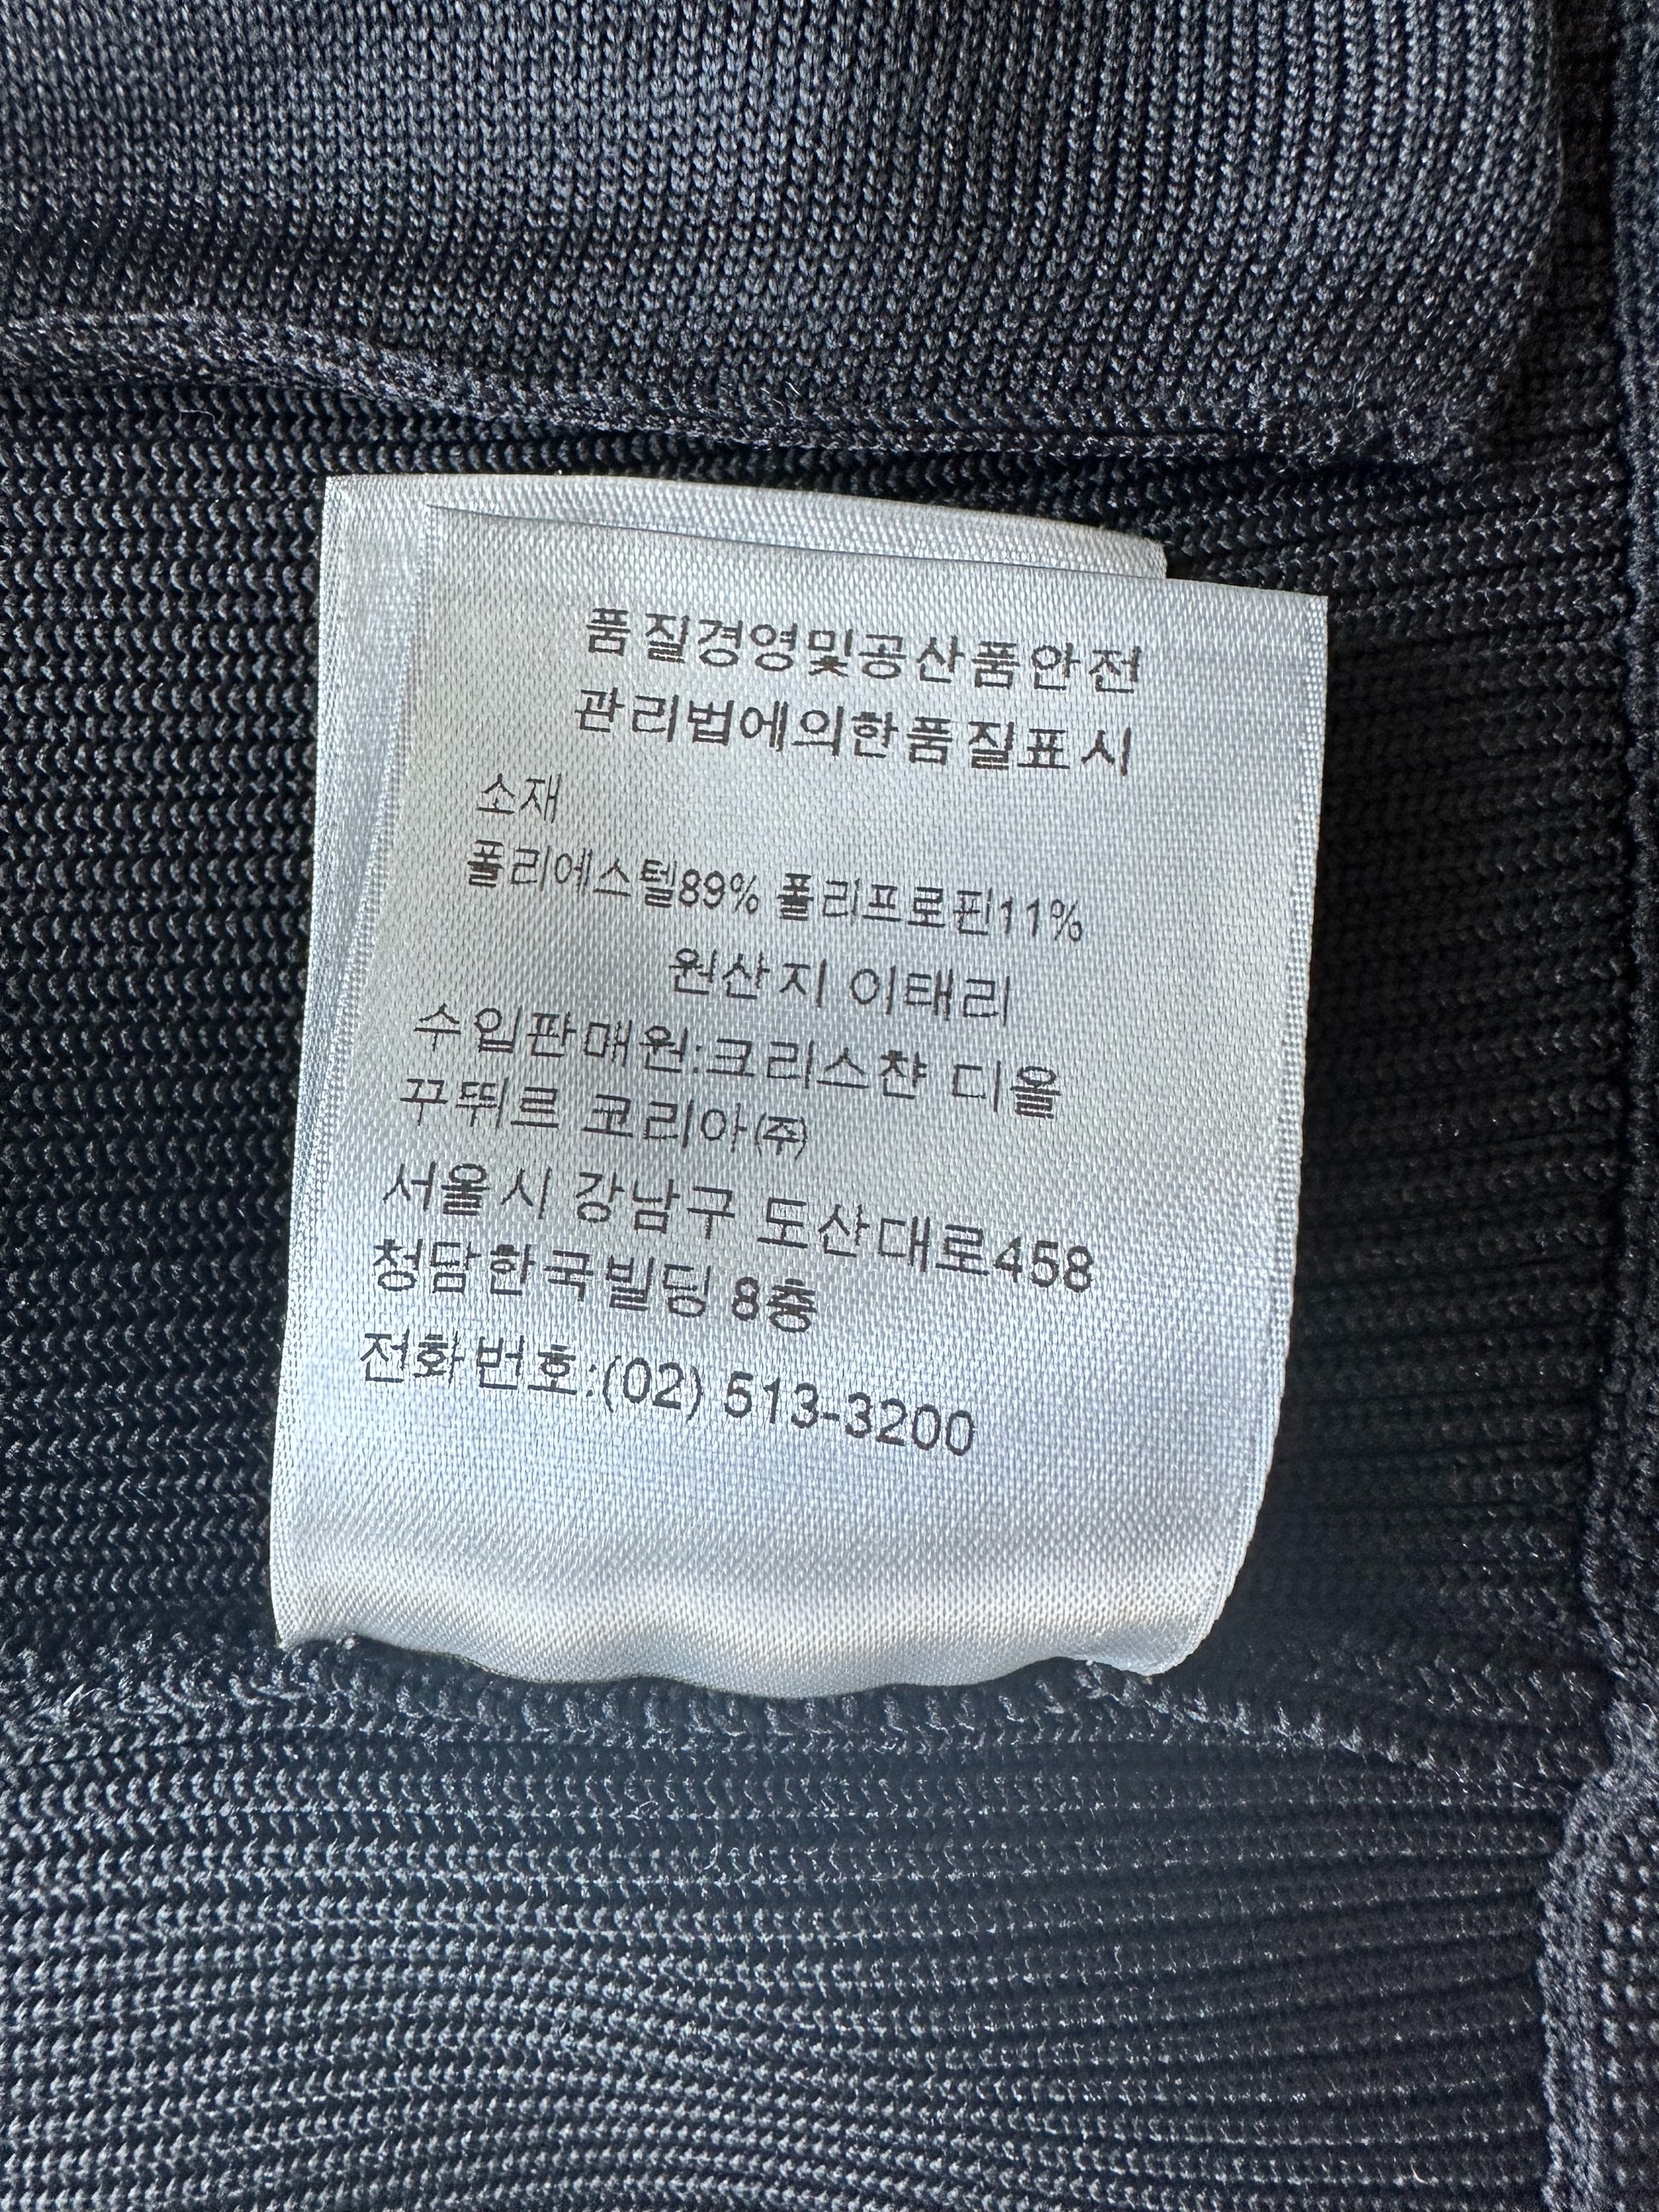 품질경영및공산품안전
관리법에의한품질표시
소재
폴리에스텔89% 폴리프로핀11%
원산지 이태리
수입판매원:크리스챤 디올
꾸뛰르 코리아(주)
서울시 강남구 도산대로458
청담한국빌딩 8층
전화번호:(02) 513-3200